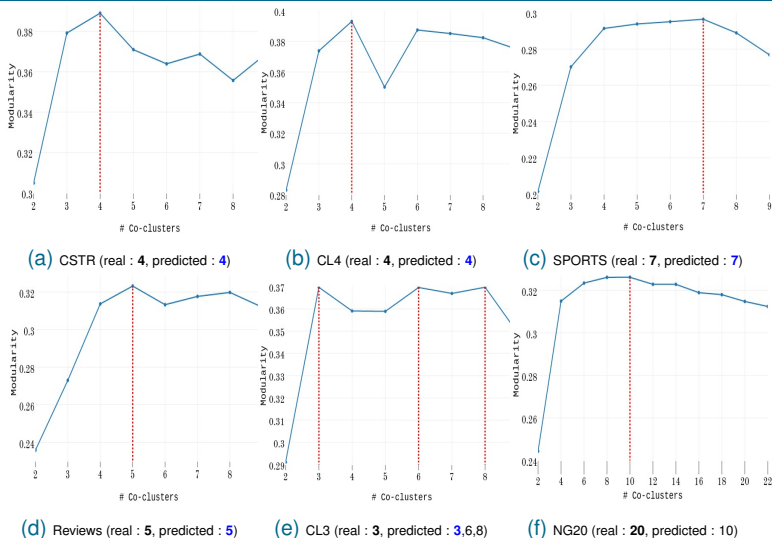 0.38
0.36
0.34
0.32
0.3
Modularity
2 3 4 5 6 7 8
# Co-clusters
(a) CSTR (real : 4, predicted : 4)
0.4
0.38
0.36
0.34
0.32
0.3
0.28
Modularity
2 3 4 5 6 7 8
# Co-clusters
(b) CL4 (real : 4, predicted : 4)
0.3
0.28
0.26
0.24
0.22
0.2
Modularity
2 3 4 5 6 7 8 9
# Co-clusters
(c) SPORTS (real : 7, predicted : 7)
0.32
0.3
0.28
0.26
0.24
Modularity
2 3 4 5 6 7 8
# Co-clusters
(d) Reviews (real : 5, predicted : 5)
0.37
0.36
0.35
0.34
0.33
0.32
0.31
0.3
0.29
Modularity
2 3 4 5 6 7 8
# Co-clusters
(e) CL3 (real : 3, predicted : 3,6,8)
0.32
0.3
0.28
0.26
0.24
Modularity
2 4 6 8 10 12 14 16 18 20 22
# Co-clusters
(f) NG20 (real : 20, predicted : 10)